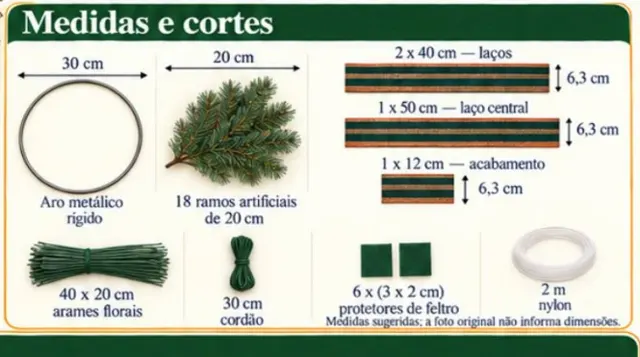 Medidas e cortes
30 cm
Aro metálico
rígido
20 cm
18 ramos artificiais
de 20 cm
2 x 40 cm — laços
6,3 cm
1 x 50 cm — laço central
6,3 cm
1 x 12 cm — acabamento
6,3 cm
40 x 20 cm
arames florais
30 cm
cordão
6 x (3 x 2 cm)
protetores de feltro
2 m
nylon
Medidas sugeridas; a foto original não informa dimensões.